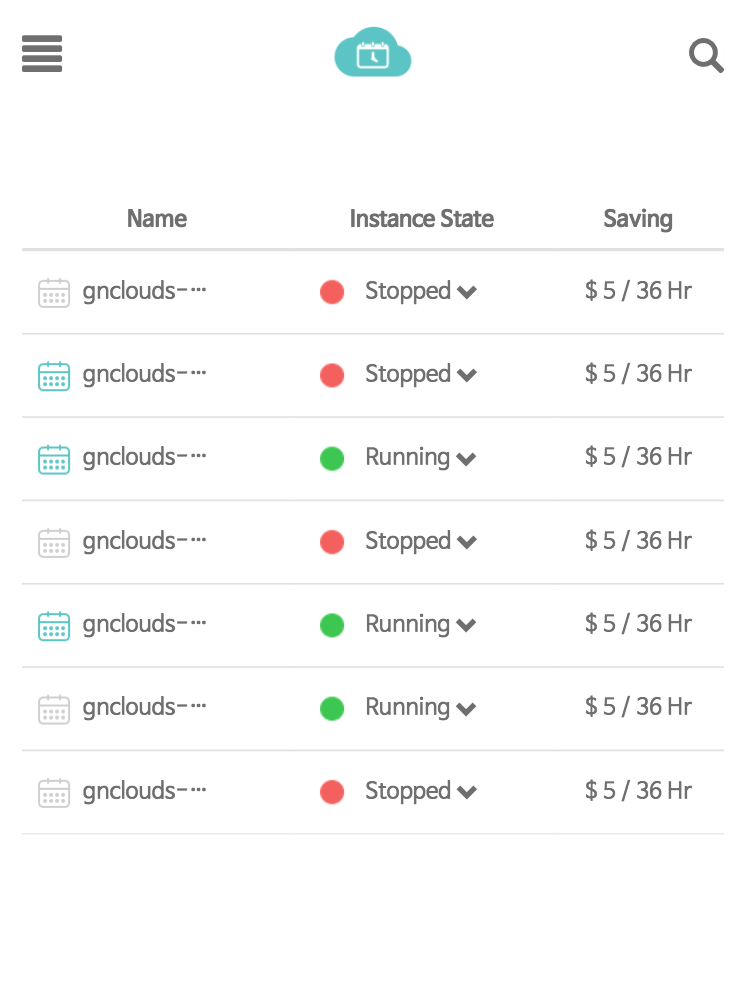 Name Instance State Saving
gnclouds-··· Stopped $ 5 / 36 Hr
gnclouds-··· Stopped $ 5 / 36 Hr
gnclouds-··· Running $ 5 / 36 Hr
gnclouds-··· Stopped $ 5 / 36 Hr
gnclouds-··· Running $ 5 / 36 Hr
gnclouds-··· Running $ 5 / 36 Hr
gnclouds-··· Stopped $ 5 / 36 Hr